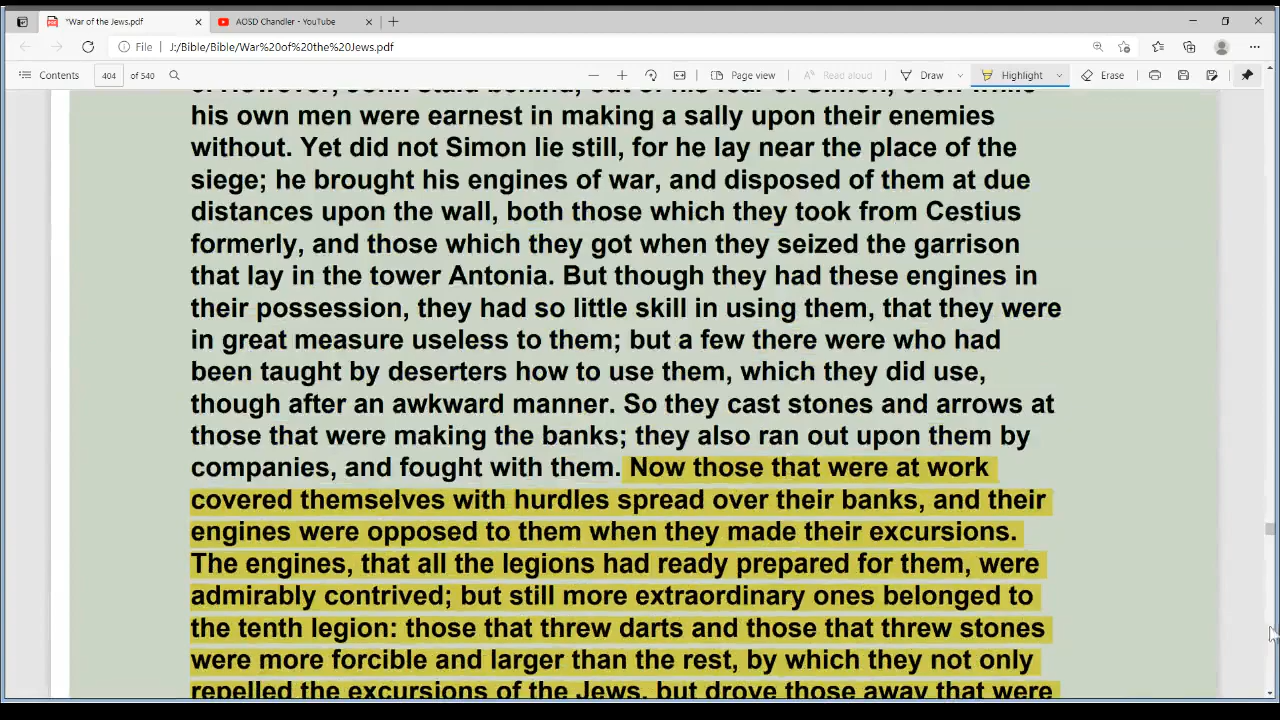 *War of the Jews.pdf
AOSD Chandler - YouTube
File
J:/Bible/Bible/War%20of%20the%20Jews.pdf
Contents
404 of 540
Page view
Read aloud
Draw
Highlight
Erase
of However, John staid behind, out of his fear of Simon, even while
his own men were earnest in making a sally upon their enemies
without. Yet did not Simon lie still, for he lay near the place of the
siege; he brought his engines of war, and disposed of them at due
distances upon the wall, both those which they took from Cestius
formerly, and those which they got when they seized the garrison
that lay in the tower Antonia. But though they had these engines in
their possession, they had so little skill in using them, that they were
in great measure useless to them; but a few there were who had
been taught by deserters how to use them, which they did use,
though after an awkward manner. So they cast stones and arrows at
those that were making the banks; they also ran out upon them by
companies, and fought with them. Now those that were at work
covered themselves with hurdles spread over their banks, and their
engines were opposed to them when they made their excursions.
The engines, that all the legions had ready prepared for them, were
admirably contrived; but still more extraordinary ones belonged to
the tenth legion: those that threw darts and those that threw stones
were more forcible and larger than the rest, by which they not only
repelled the excursions of the Jews, but drove those away that were